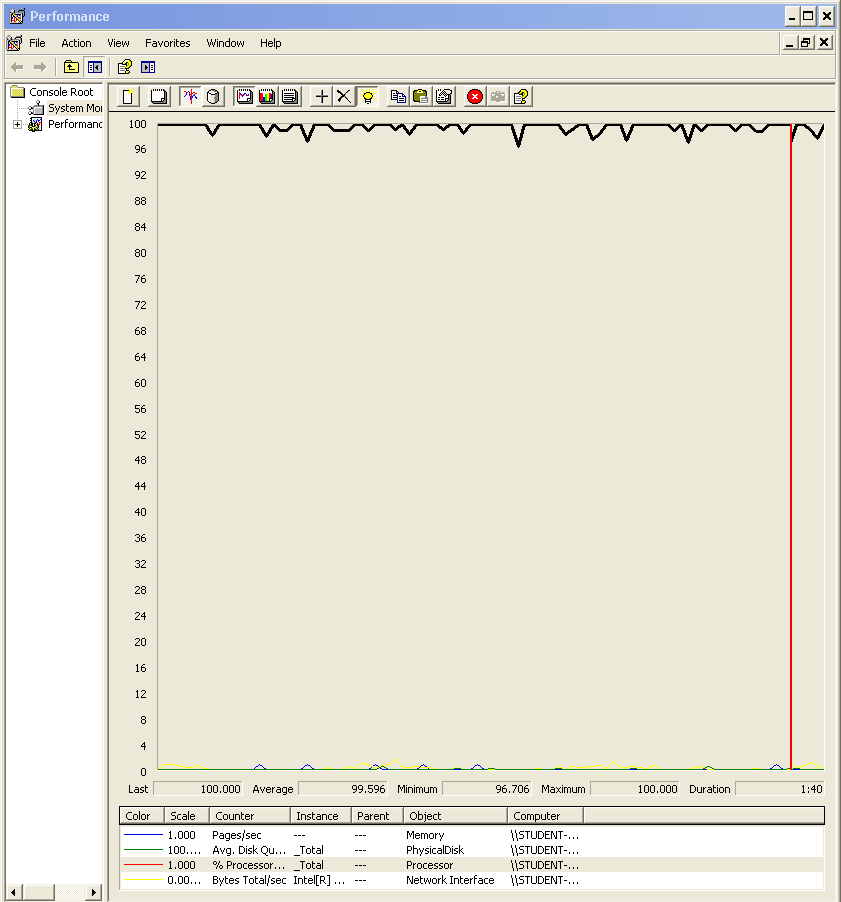 Performance
File Action View Favorites Window Help
Console Root
System Mor
Performanc
100
96
92
88
84
80
76
72
68
64
60
56
52
48
44
40
36
32
28
24
20
16
12
8
4
0
Last 100.000 Average 99.596 Minimum 96.706 Maximum 100.000 Duration 1:40
Color Scale Counter Instance Parent Object Computer
1.000 Pages/sec --- --- Memory \\STUDENT-...
100.... Avg. Disk Qu... _Total --- PhysicalDisk \\STUDENT-...
1.000 % Processor... _Total --- Processor \\STUDENT-...
0.00... Bytes Total/sec Intel[R] ... --- Network Interface \\STUDENT-...